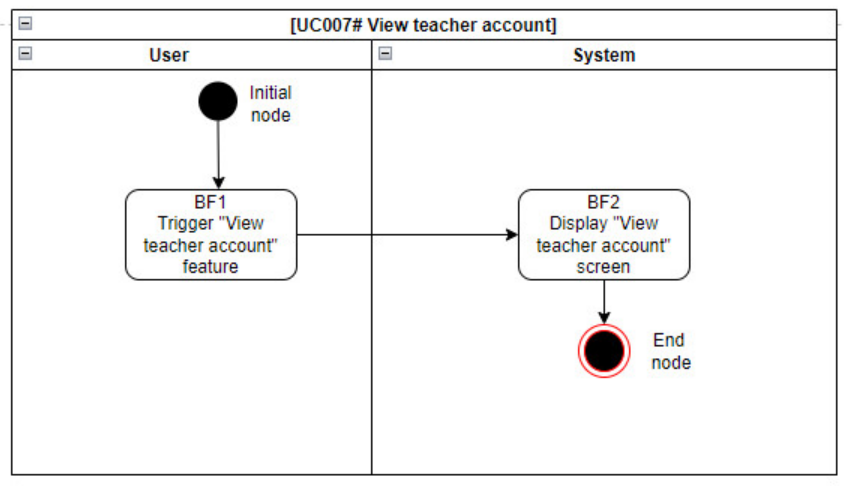 [UC007# View teacher account]
User
System
Initial
node
BF1
Trigger "View
teacher account"
feature
BF2
Display "View
teacher account"
screen
End
node